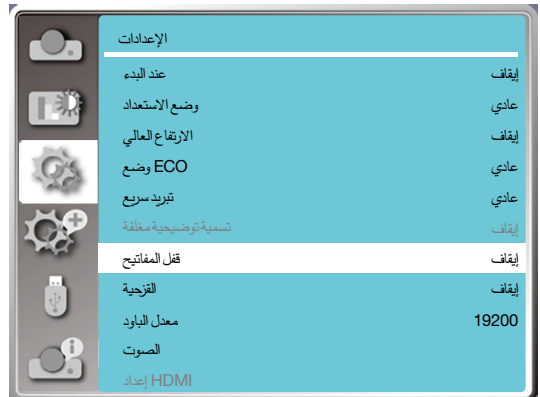 الإعدادات
عند البدء إيقاف
وضع الاستعداد عادي
الارتفاع العالي إيقاف
وضع ECO عادي
تبريد سريع عادي
تسمية توضيحية مغلقة إيقاف
قفل المفاتيح إيقاف
القزحية إيقاف
معدل الباود 19200
الصوت
إعداد HDMI